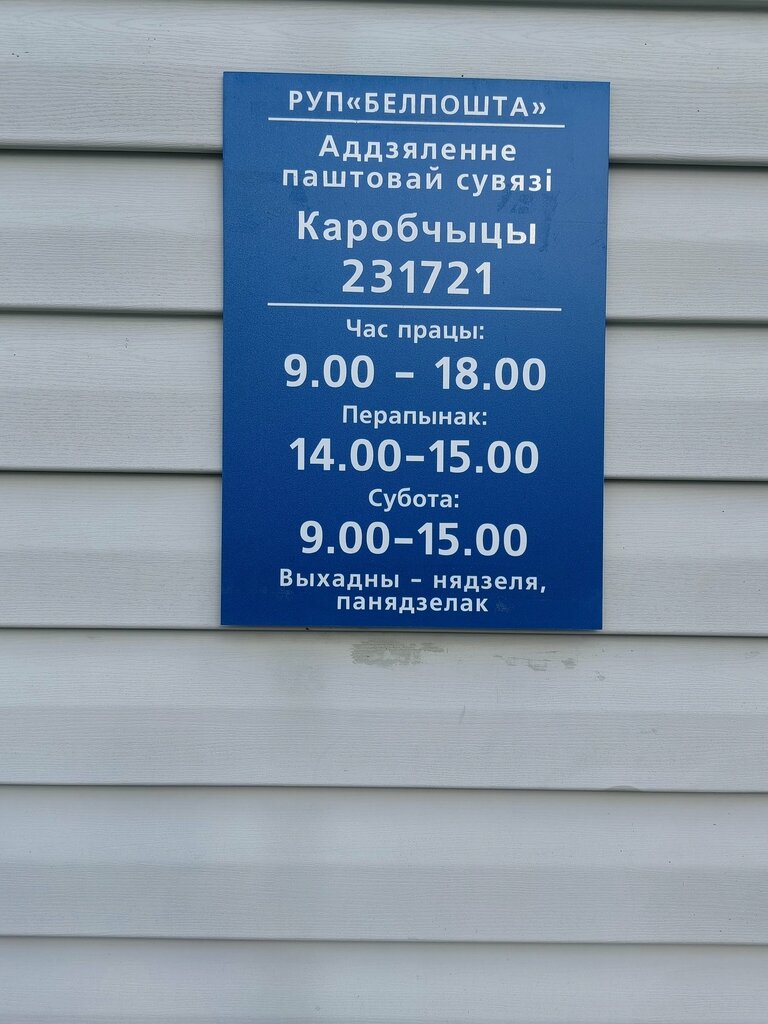 РУП«БЕЛПОШТА»
Аддзяленне
паштовай сувязі
Каробчыцы
231721
Час працы:
9.00 – 18.00
Перапынак:
14.00–15.00
Субота:
9.00–15.00
Выхадны – нядзеля,
панядзелак